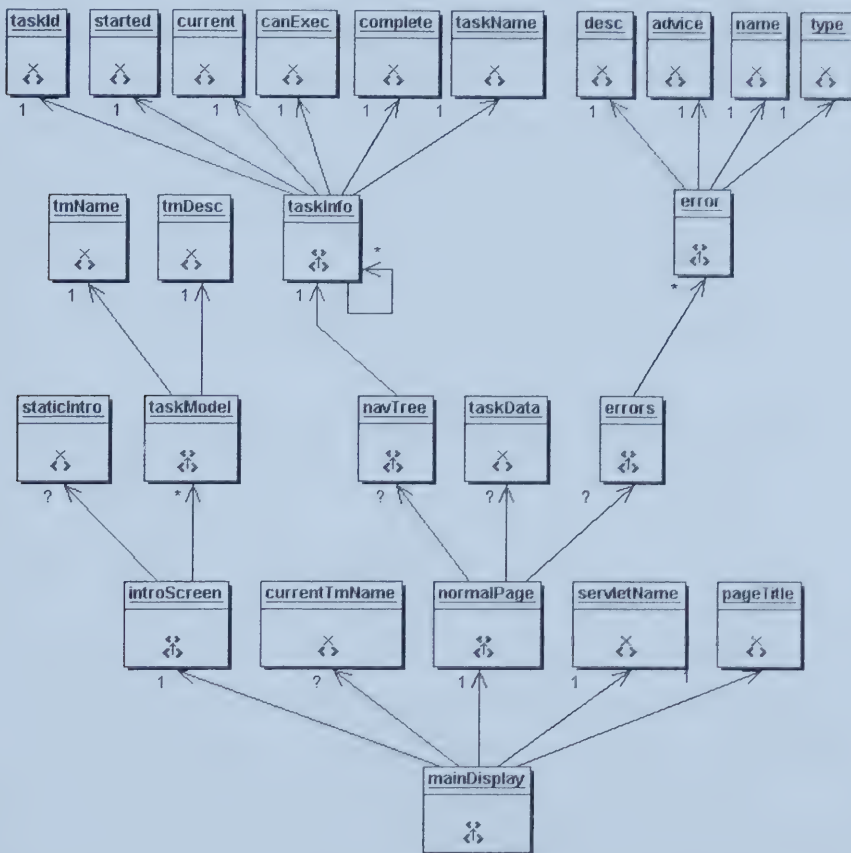 taskId started current canExec complete taskName desc advice name type
1 1 1 1 1 1 1 1 1 1
tmName tmDesc taskInfo error
*
1 1 1 *
staticIntro taskModel navTree taskData errors
? * ? ? ?
introScreen currentTmName normalPage servletName pageTitle
1 ? 1 1 1
mainDisplay